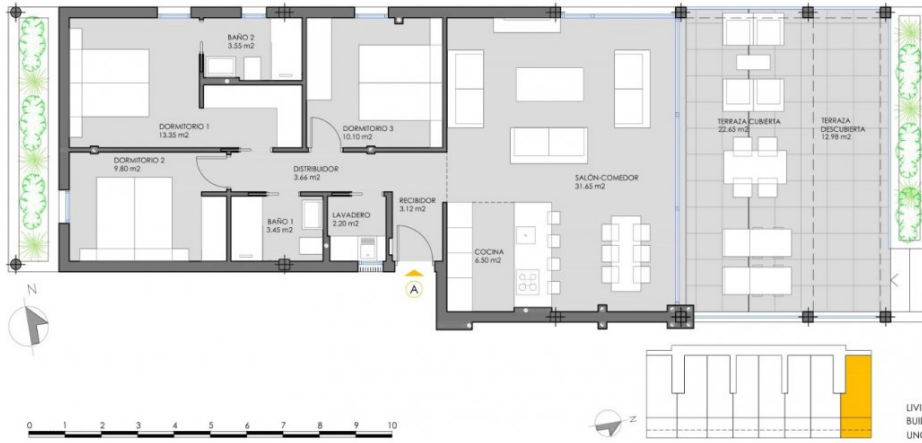 BAÑO 2
3.55 m2
DORMITORIO 1
13.35 m2
DORMITORIO 3
10.10 m2
TERRAZA CUBIERTA
22.65 m2
TERRAZA
DESCUBIERTA
12.98 m2
DORMITORIO 2
9.80 m2
DISTRIBUIDOR
3.66 m2
SALÓN-COMEDOR
31.65 m2
RECIBIDOR
3.12 m2
BAÑO 1
3.45 m2
LAVADERO
2.20 m2
COCINA
6.50 m2
A
N
N
0 1 2 3 4 5 6 7 8 9 10
LIVI
BUI